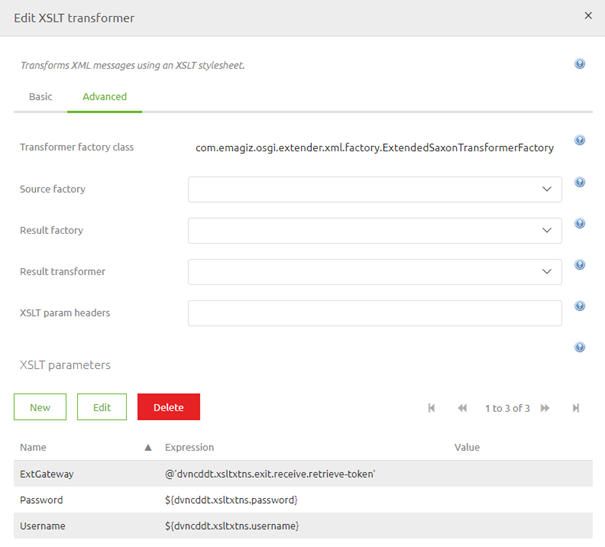 Edit XSLT transformer
×
Transforms XML messages using an XSLT stylesheet.
Basic
Advanced
Transformer factory class
com.emagiz.osgi.extender.xml.factory.ExtendedSaxonTransformerFactory
Source factory
Result factory
Result transformer
XSLT param headers
XSLT parameters
New Edit Delete 1 to 3 of 3
Name ▲ Expression Value
ExtGateway @'dvncddt.xsltxtns.exit.receive.retrieve-token'
Password ${dvncddt.xsltxtns.password}
Username ${dvncddt.xsltxtns.username}